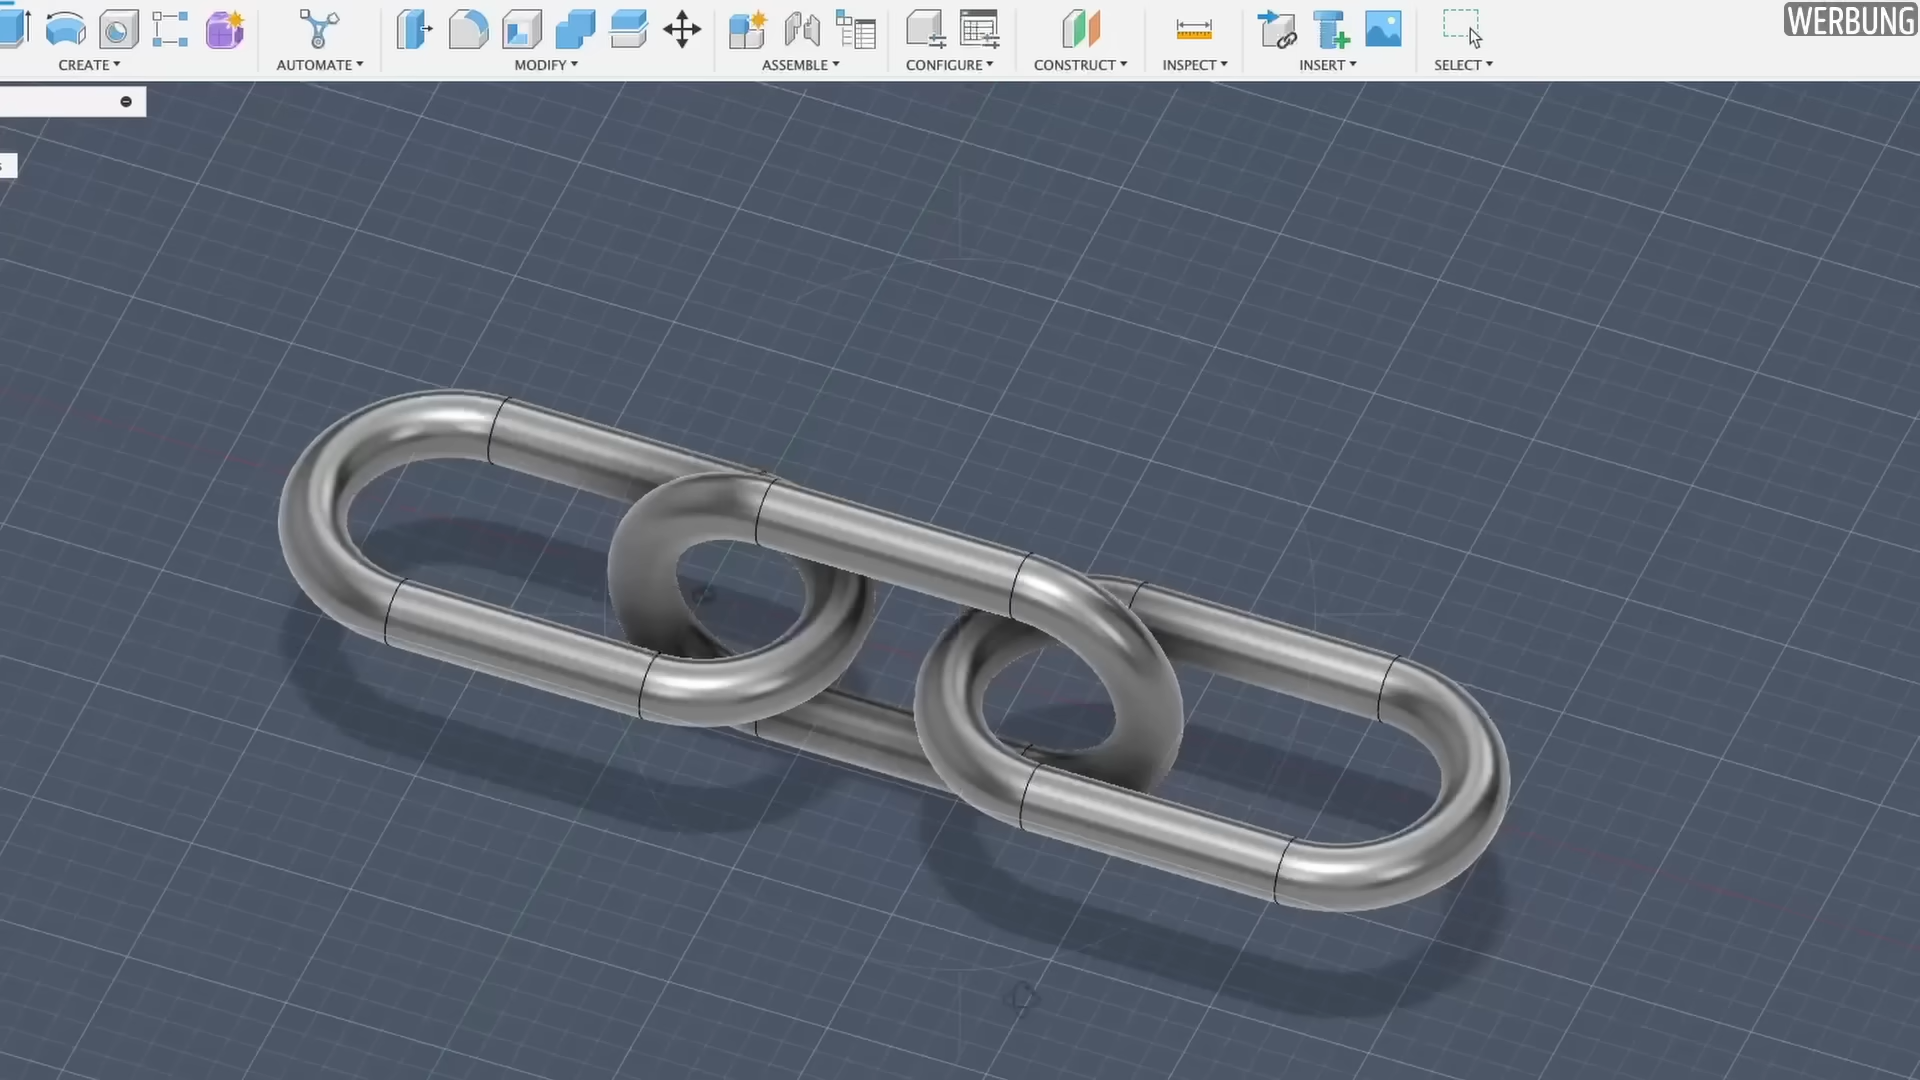 WERBUNG
CREATE
AUTOMATE
MODIFY
ASSEMBLE
CONFIGURE
CONSTRUCT
INSPECT
INSERT
SELECT